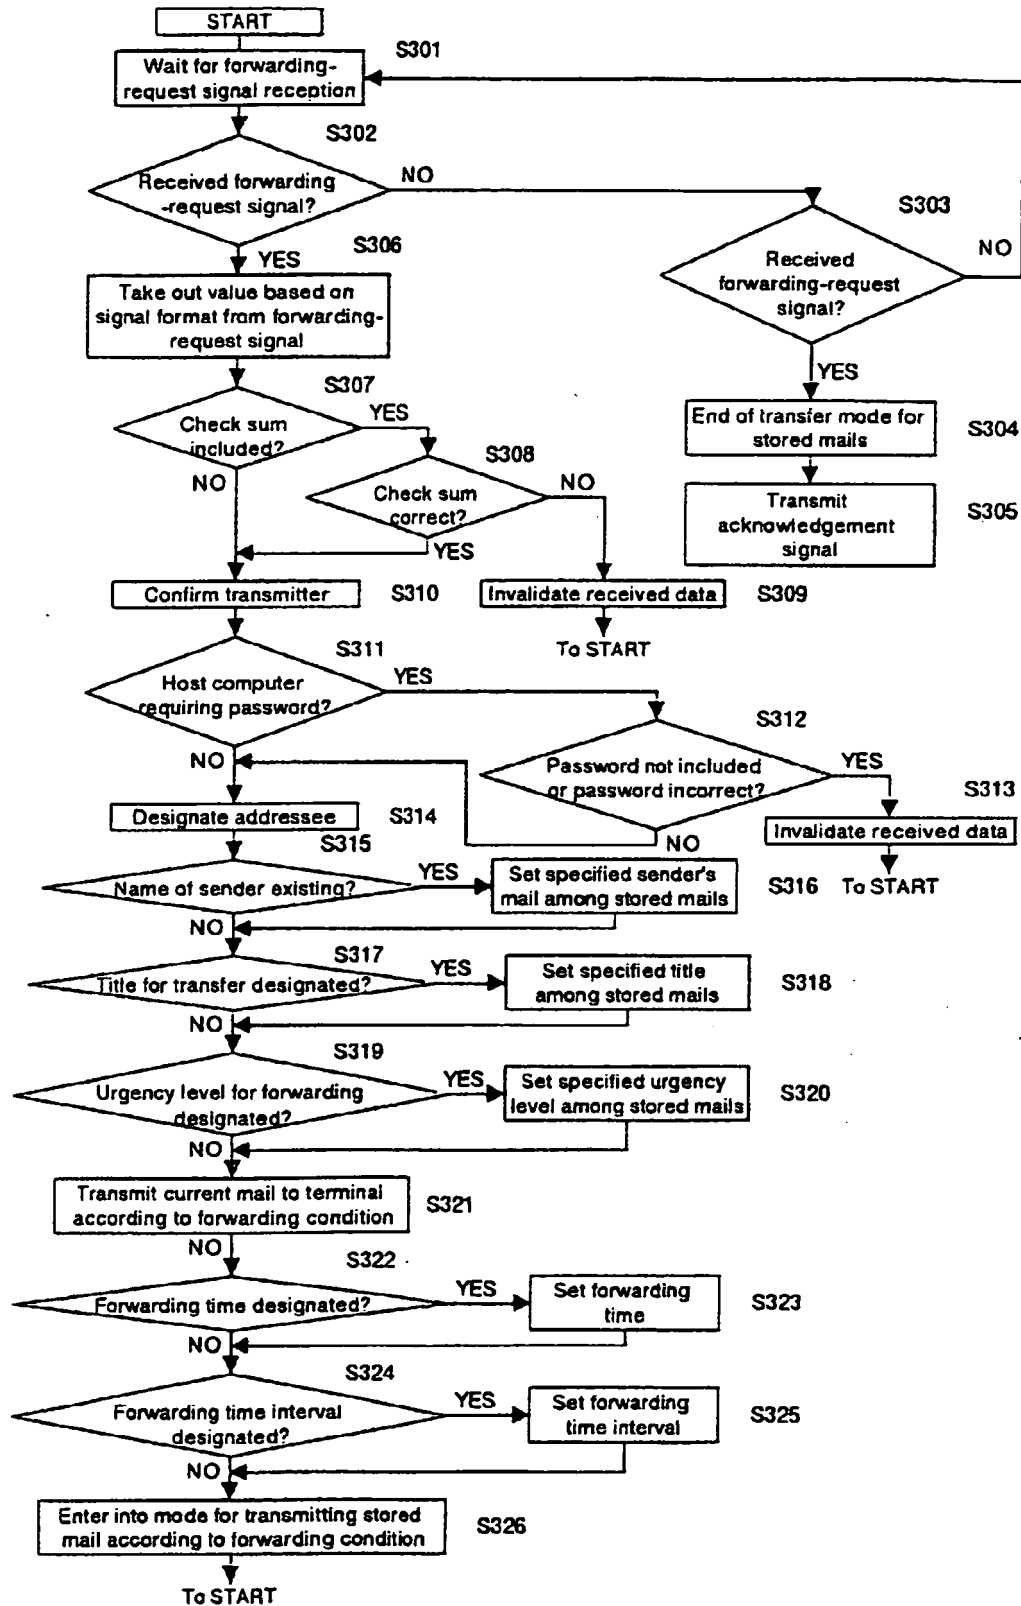 START
S301
Wait for forwarding-
request signal reception
S302
Received forwarding
-request signal?
NO
S303
Received
forwarding-request
signal?
NO
S306
YES
Take out value based on
signal format from forwarding-
request signal
YES
End of transfer mode for
stored mails
S304
Transmit
acknowledgement
signal
S305
S307
Check sum
included?
YES
NO
S308
Check sum
correct?
NO
YES
Confirm transmitter
S310
Invalidate received data
S309
To START
S311
Host computer
requiring password?
YES
NO
S312
Password not included
or password incorrect?
YES
NO
S313
Invalidate received data
To START
Designate addressee
S314
S315
Name of sender existing?
YES
Set specified sender's
mail among stored mails
S316
NO
S317
Title for transfer designated?
YES
Set specified title
among stored mails
S318
NO
S319
Urgency level for forwarding
designated?
YES
Set specified urgency
level among stored mails
S320
NO
Transmit current mail to terminal
according to forwarding condition
S321
NO
S322
Forwarding time designated?
YES
Set forwarding
time
S323
NO
S324
Forwarding time interval
designated?
YES
Set forwarding
time interval
S325
NO
Enter into mode for transmitting stored
mail according to forwarding condition
S326
To START